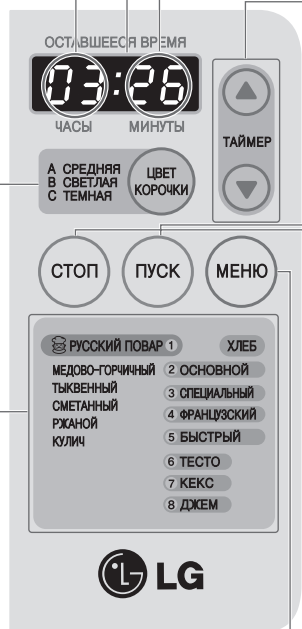 ОСТАВШЕЕСЯ ВРЕМЯ
03:26
ЧАСЫ МИНУТЫ
ТАЙМЕР
A СРЕДНЯЯ
B СВЕТЛАЯ
C ТЕМНАЯ
ЦВЕТ
КОРОЧКИ
СТОП ПУСК МЕНЮ
РУССКИЙ ПОВАР 1 ХЛЕБ
МЕДОВО-ГОРЧИЧНЫЙ 2 ОСНОВНОЙ
ТЫКВЕННЫЙ 3 СПЕЦИАЛЬНЫЙ
СМЕТАННЫЙ 4 ФРАНЦУЗСКИЙ
РЖАНОЙ 5 БЫСТРЫЙ
КУЛИЧ
6 ТЕСТО
7 КЕКС
8 ДЖЕМ
LG